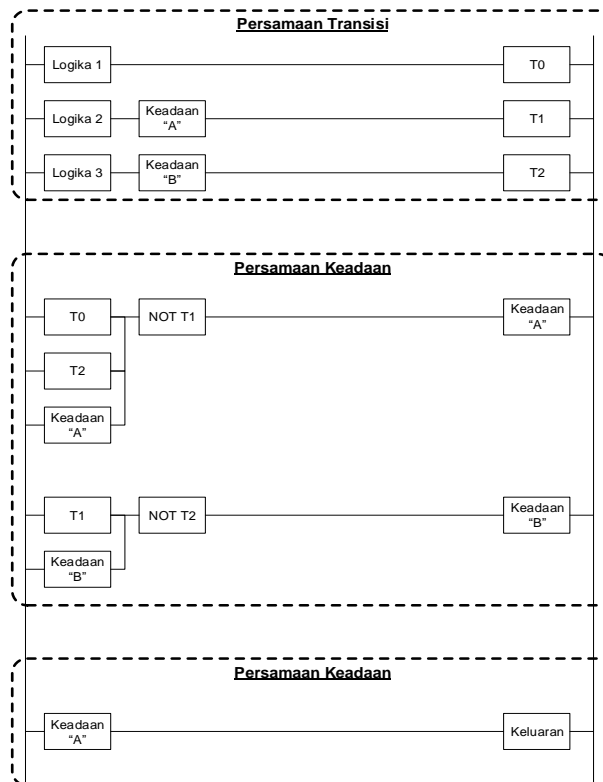 Persamaan Transisi
Logika 1
T0
Logika 2
Keadaan
“A”
T1
Logika 3
Keadaan
“B”
T2
Persamaan Keadaan
T0
NOT T1
Keadaan
“A”
T2
Keadaan
“A”
T1
NOT T2
Keadaan
“B”
Keadaan
“B”
Persamaan Keadaan
Keadaan
“A”
Keluaran